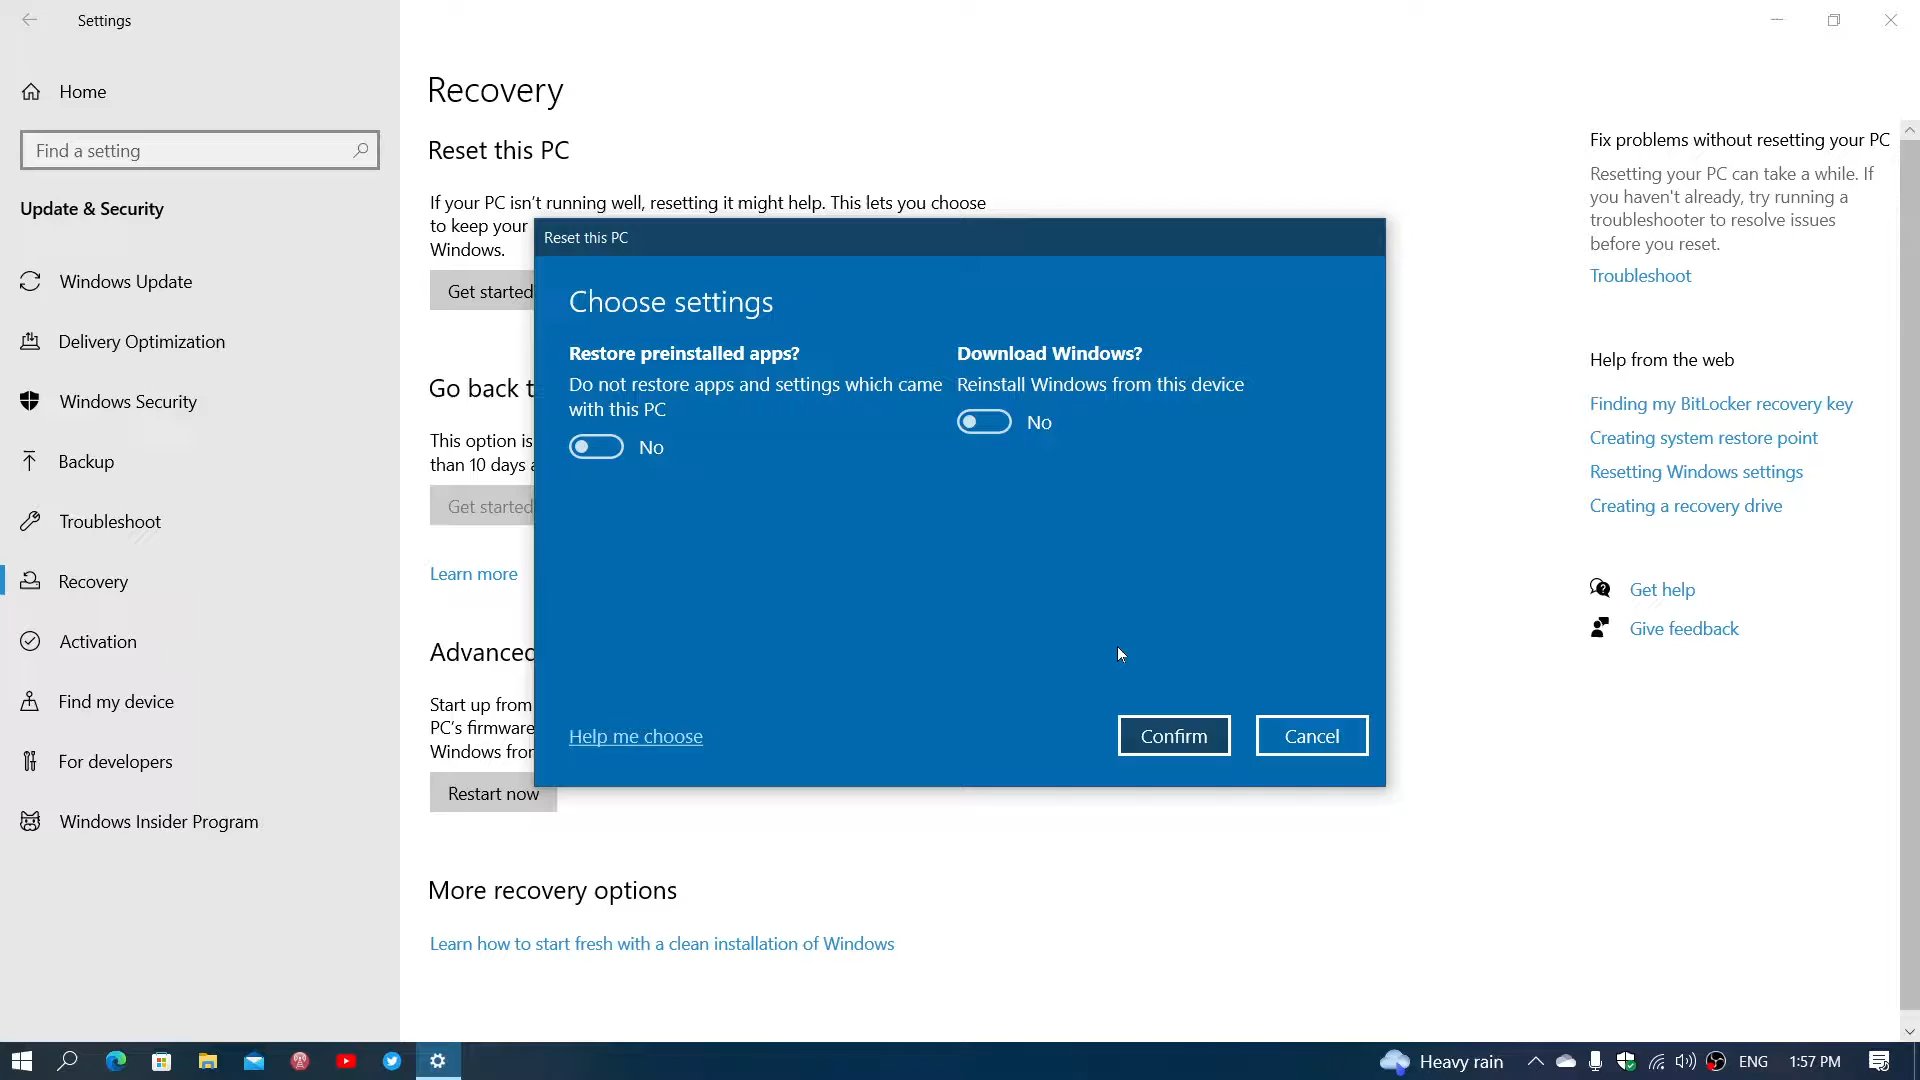 Settings
Home
Find a setting
Update & Security
Windows Update
Delivery Optimization
Windows Security
Backup
Troubleshoot
Recovery
Activation
Find my device
For developers
Windows Insider Program
Recovery
Reset this PC
If your PC isn't running well, resetting it might help. This lets you choose
to keep your
Windows.
Get started
Go back t
This option is
than 10 days a
Get started
Learn more
Advanced
Start up from
PC's firmware
Windows fror
Restart now
More recovery options
Learn how to start fresh with a clean installation of Windows
Reset this PC
Choose settings
Restore preinstalled apps?
Do not restore apps and settings which came
with this PC
No
Download Windows?
Reinstall Windows from this device
No
Help me choose
Confirm
Cancel
Fix problems without resetting your PC
Resetting your PC can take a while. If
you haven't already, try running a
troubleshooter to resolve issues
before you reset.
Troubleshoot
Help from the web
Finding my BitLocker recovery key
Creating system restore point
Resetting Windows settings
Creating a recovery drive
Get help
Give feedback
Heavy rain
ENG
1:57 PM